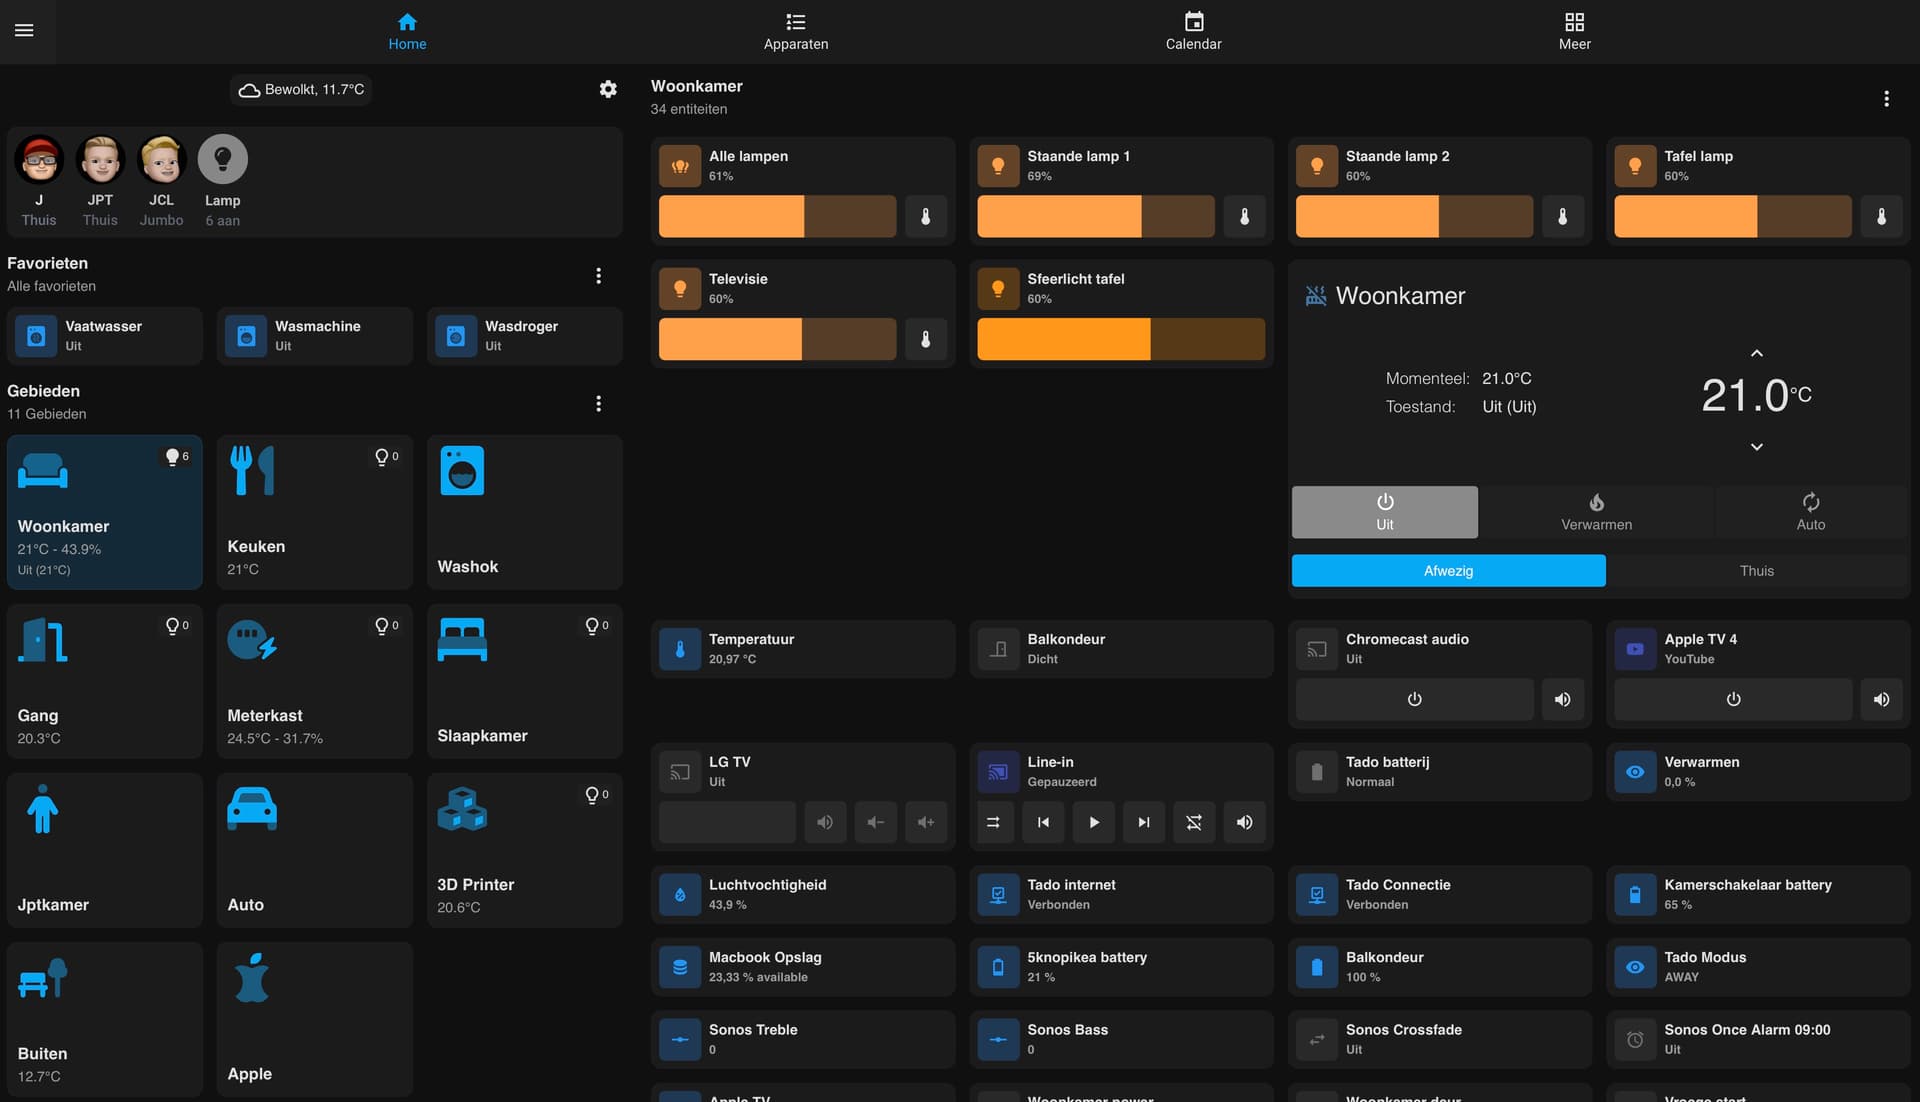 Home
Apparaten
Calendar
Meer
Bewolkt, 11.7°C
J
Thuis
JPT
Thuis
JCL
Jumbo
Lamp
6 aan
Favorieten
Alle favorieten
Vaatwasser
Uit
Wasmachine
Uit
Wasdroger
Uit
Gebieden
11 Gebieden
6
Woonkamer
21°C - 43.9%
Uit (21°C)
0
Keuken
21°C
Washok
0
Gang
20.3°C
0
Meterkast
24.5°C - 31.7%
0
Slaapkamer
Jptkamer
Auto
0
3D Printer
20.6°C
Buiten
12.7°C
Apple
Woonkamer
34 entiteiten
Alle lampen
61%
Staande lamp 1
69%
Staande lamp 2
60%
Tafel lamp
60%
Televisie
60%
Sfeerlicht tafel
60%
Woonkamer
Momenteel: 21.0°C
Toestand: Uit (Uit)
21.0°C
Uit
Verwarmen
Auto
Afwezig
Thuis
Temperatuur
20,97 °C
Balkondeur
Dicht
Chromecast audio
Uit
Apple TV 4
YouTube
LG TV
Uit
Line-in
Gepauzeerd
Tado batterij
Normaal
Verwarmen
0,0 %
Luchtvochtigheid
43,9 %
Tado internet
Verbonden
Tado Connectie
Verbonden
Kamerschakelaar battery
65 %
Macbook Opslag
23,33 % available
5knopikea battery
21 %
Balkondeur
100 %
Tado Modus
AWAY
Sonos Treble
0
Sonos Bass
0
Sonos Crossfade
Uit
Sonos Once Alarm 09:00
Uit
Apple TV
Woonkamer power
Woonkamer deur
Vroege start